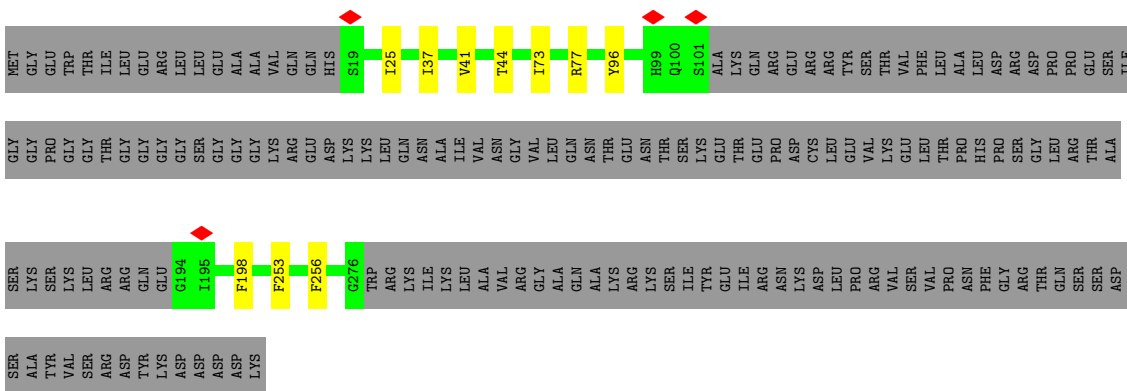 MET GLY GLU TRP THR ILE LEU GLU ARG LEU LEU GLU ALA ALA VAL GLN GLN HIS S19 I25 I37 V41 T44 I73 R77 Y96 H99 Q100 S101 ALA LYS GLN ARG GLU ARG ARG TYR SER THR VAL PHE LEU ALA LEU ASP ARG ASP PRO PRO GLU SER ILE
GLY GLY PRO GLY GLY THR GLY GLY GLY GLY SER GLY GLY GLY LYS ARG GLU ASP LYS LYS LEU GLN ASN ALA ILE VAL ASN GLY VAL LEU GLN ASN THR GLU ASN THR SER LYS GLU THR GLU PRO ASP CYS LEU GLU VAL LYS GLU LEU THR PRO HIS PRO SER GLY LEU ARG THR ALA
SER LYS SER LYS LEU ARG ARG GLN GLU G194 I195 F198 F253 F256 G276 TRP ARG LYS ILE LYS LEU ALA VAL ARG GLY ALA GLN ALA LYS ARG LYS SER ILE TYR GLU ILE ARG ASN LYS ASP LEU PRO ARG VAL SER VAL PRO ASN PHE GLY ARG THR GLN SER SER ASP
SER ALA TYR VAL SER ARG ASP TYR LYS ASP ASP ASP ASP LYS